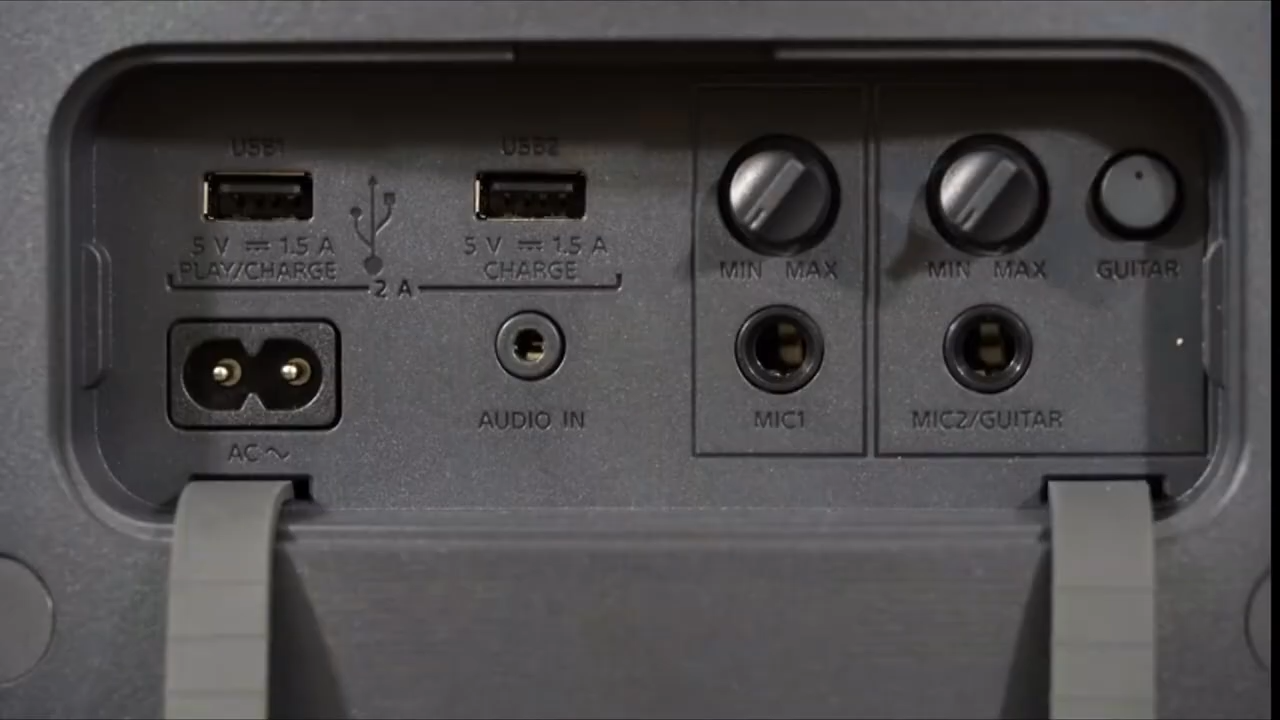 USB1
USB2
5 V ⎓ 1.5 A
PLAY/CHARGE
5 V ⎓ 1.5 A
CHARGE
2 A
MIN MAX
MIN MAX
GUITAR
AUDIO IN
MIC1
MIC2/GUITAR
AC ~